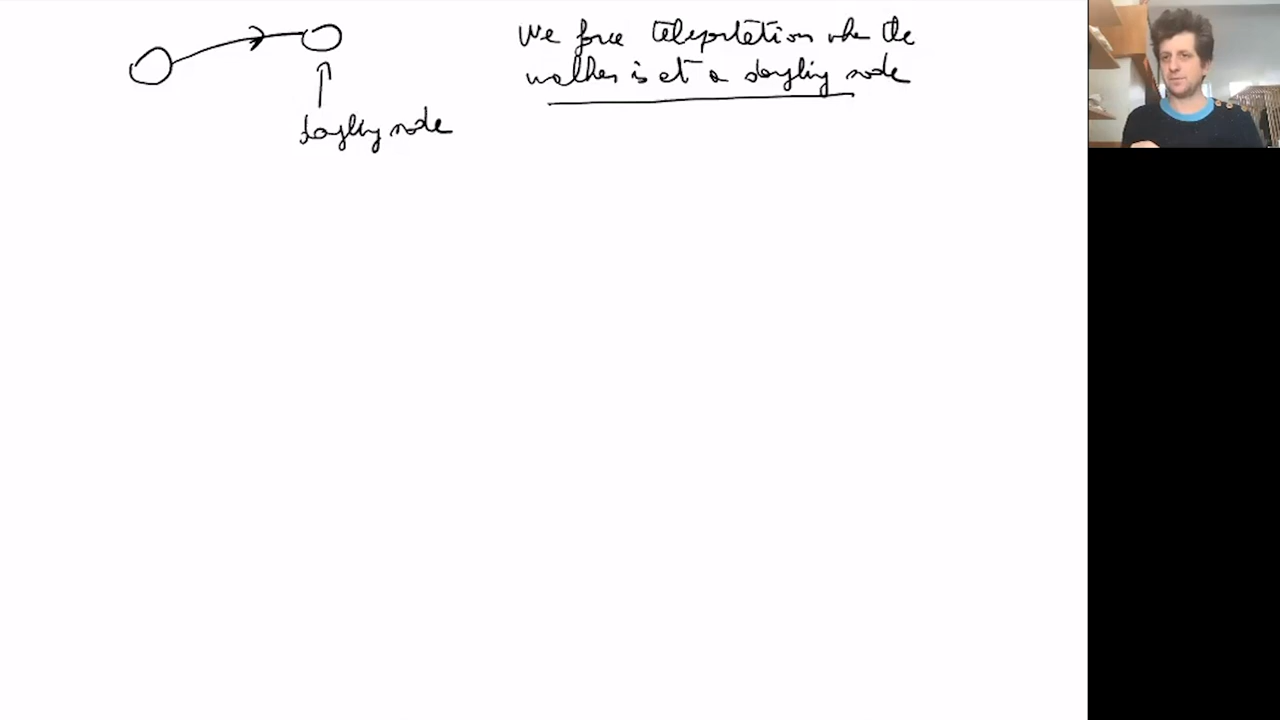 We force teleportation when the
walker is at a dangling node
dangling node